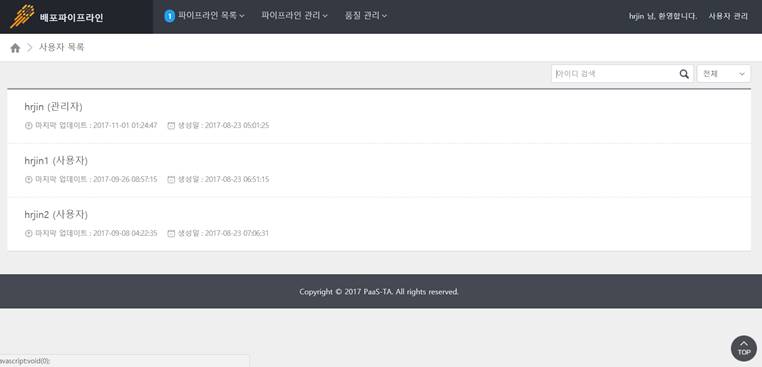 배포파이프라인
1 파이프라인 목록 파이프라인 관리 품질 관리
hrjin 님, 환영합니다. 사용자 관리
사용자 목록
아이디 검색 전체
hrjin (관리자)
마지막 업데이트 : 2017-11-01 01:24:47 생성일 : 2017-08-23 05:01:25
hrjin1 (사용자)
마지막 업데이트 : 2017-09-26 08:57:15 생성일 : 2017-08-23 06:51:15
hrjin2 (사용자)
마지막 업데이트 : 2017-09-08 04:22:35 생성일 : 2017-08-23 07:06:31
Copyright © 2017 PaaS-TA. All rights reserved.
TOP
avascript:void(0);